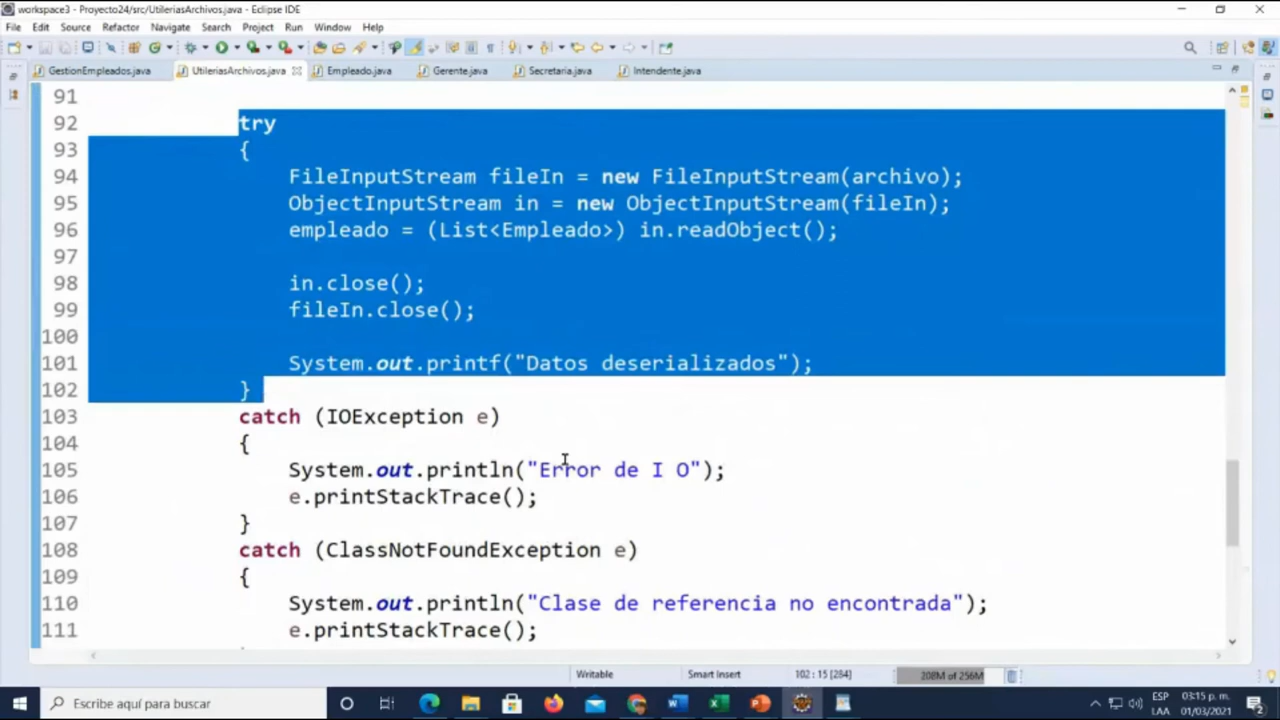 workspace3 - Proyecto24/src/UtileriasArchivos.java - Eclipse IDE
File Edit Source Refactor Navigate Search Project Run Window Help
GestionEmpleados.java UtileriasArchivos.java Empleado.java Gerente.java Secretaria.java Intendente.java
91
92 try
93 {
94 FileInputStream fileIn = new FileInputStream(archivo);
95 ObjectInputStream in = new ObjectInputStream(fileIn);
96 empleado = (List<Empleado>) in.readObject();
97
98 in.close();
99 fileIn.close();
100
101 System.out.printf("Datos deserializados");
102 }
103 catch (IOException e)
104 {
105 System.out.println("Error de I O");
106 e.printStackTrace();
107 }
108 catch (ClassNotFoundException e)
109 {
110 System.out.println("Clase de referencia no encontrada");
111 e.printStackTrace();
Writable Smart Insert 102 : 15 [284] 208M of 256M
Escribe aquí para buscar
ESP 03:15 p. m.
LAA 01/03/2021
2